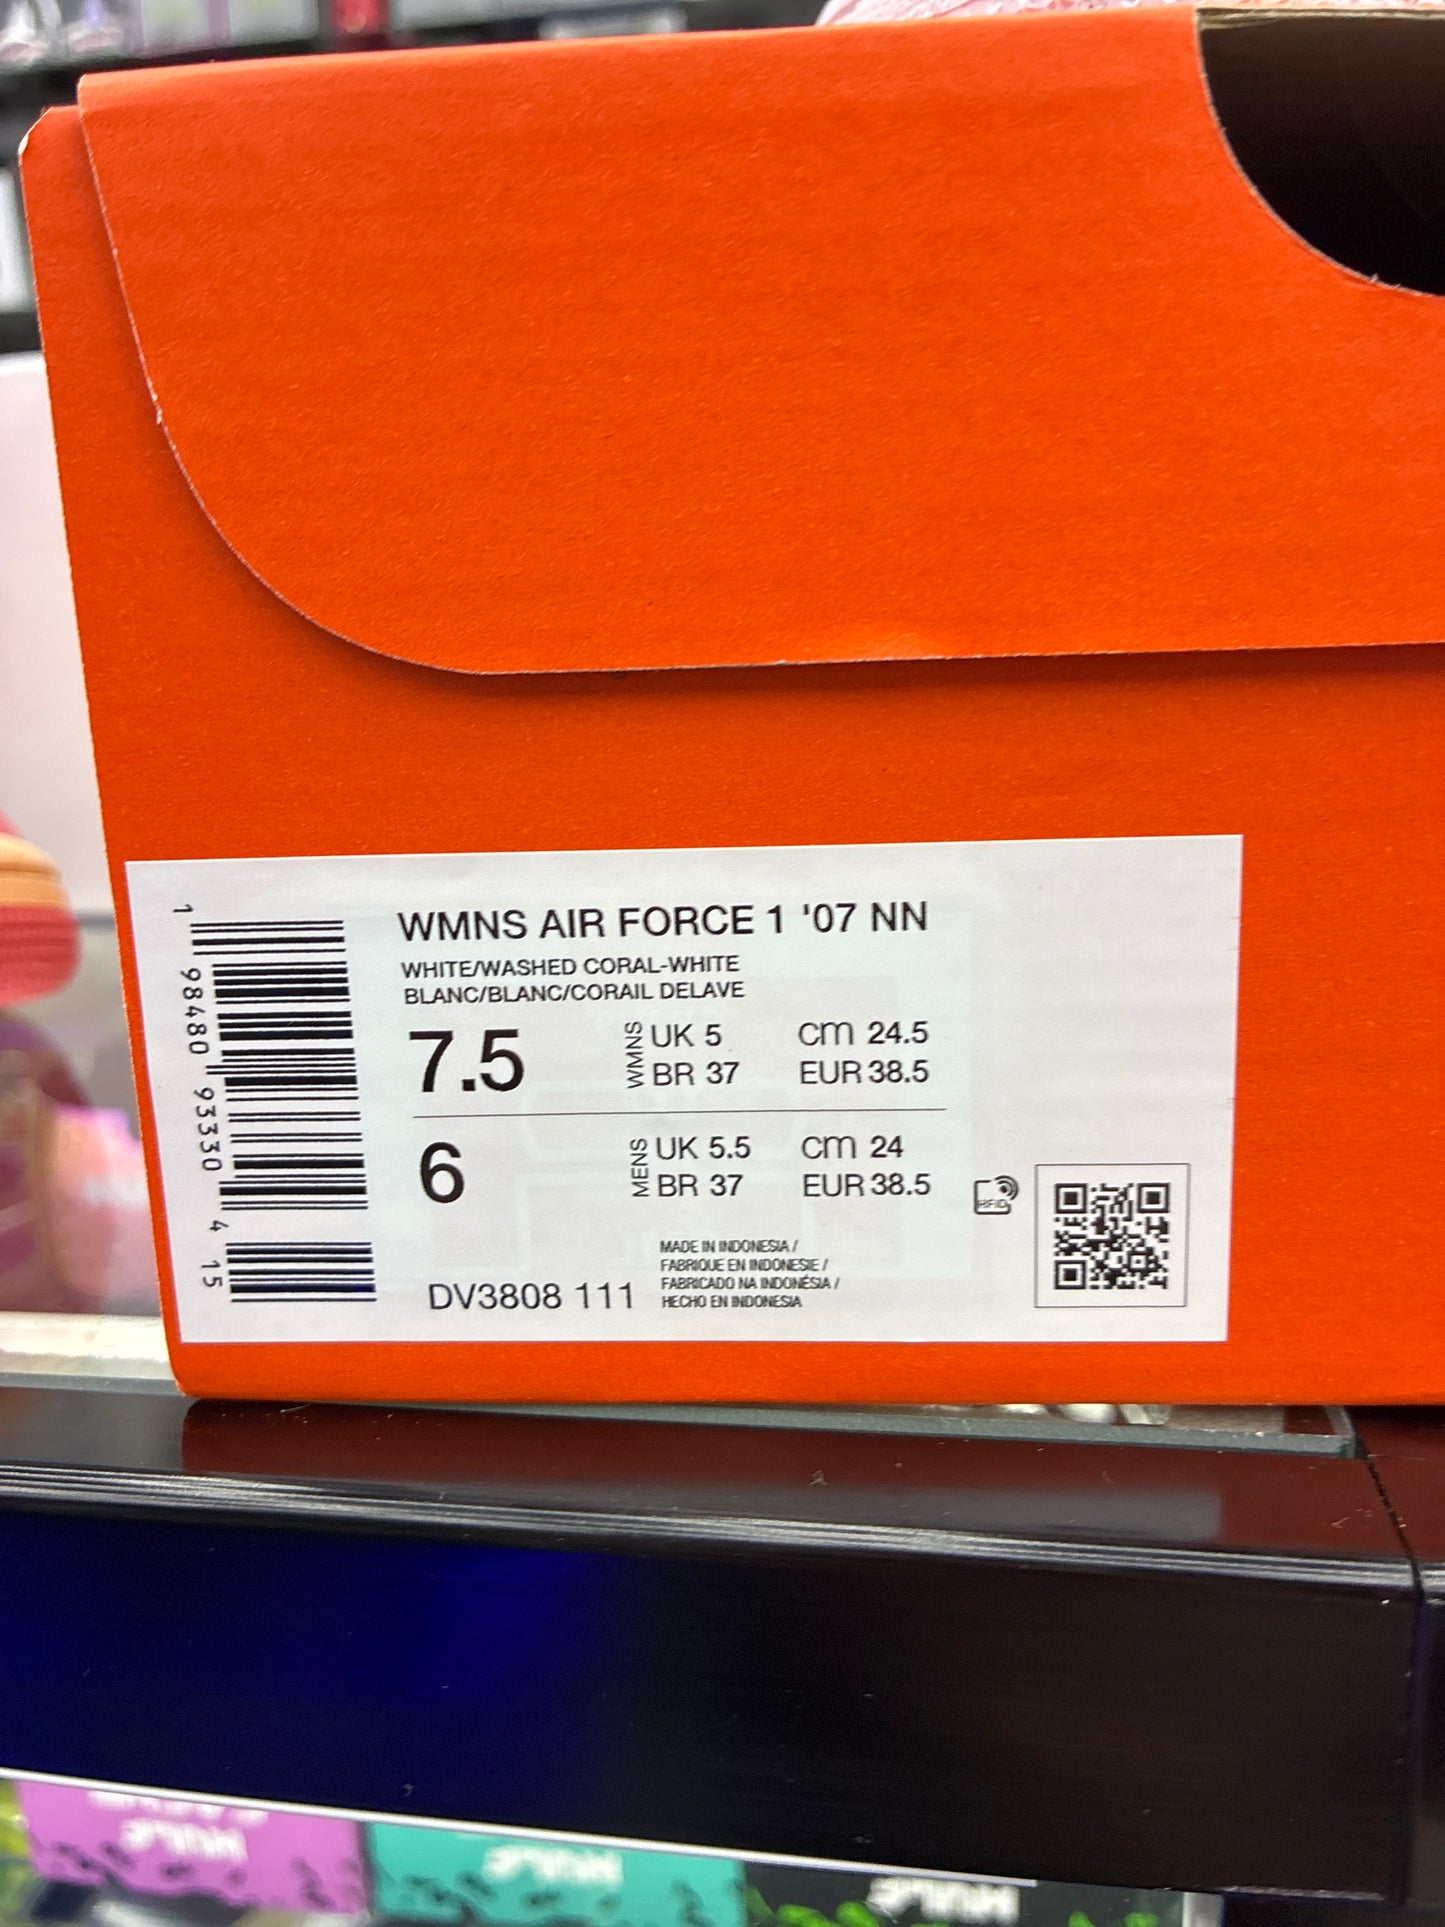 WMNS AIR FORCE 1 '07 NN
WHITE/WASHED CORAL-WHITE
BLANC/BLANC/CORAIL DELAVE
7.5 WMNS UK 5 CM 24.5
BR 37 EUR 38.5
6 MENS UK 5.5 CM 24
BR 37 EUR 38.5
RFID
MADE IN INDONESIA /
FABRIQUE EN INDONESIE /
FABRICADO NA INDONÉSIA /
HECHO EN INDONESIA
DV3808 111
1 98480 93330 4 15